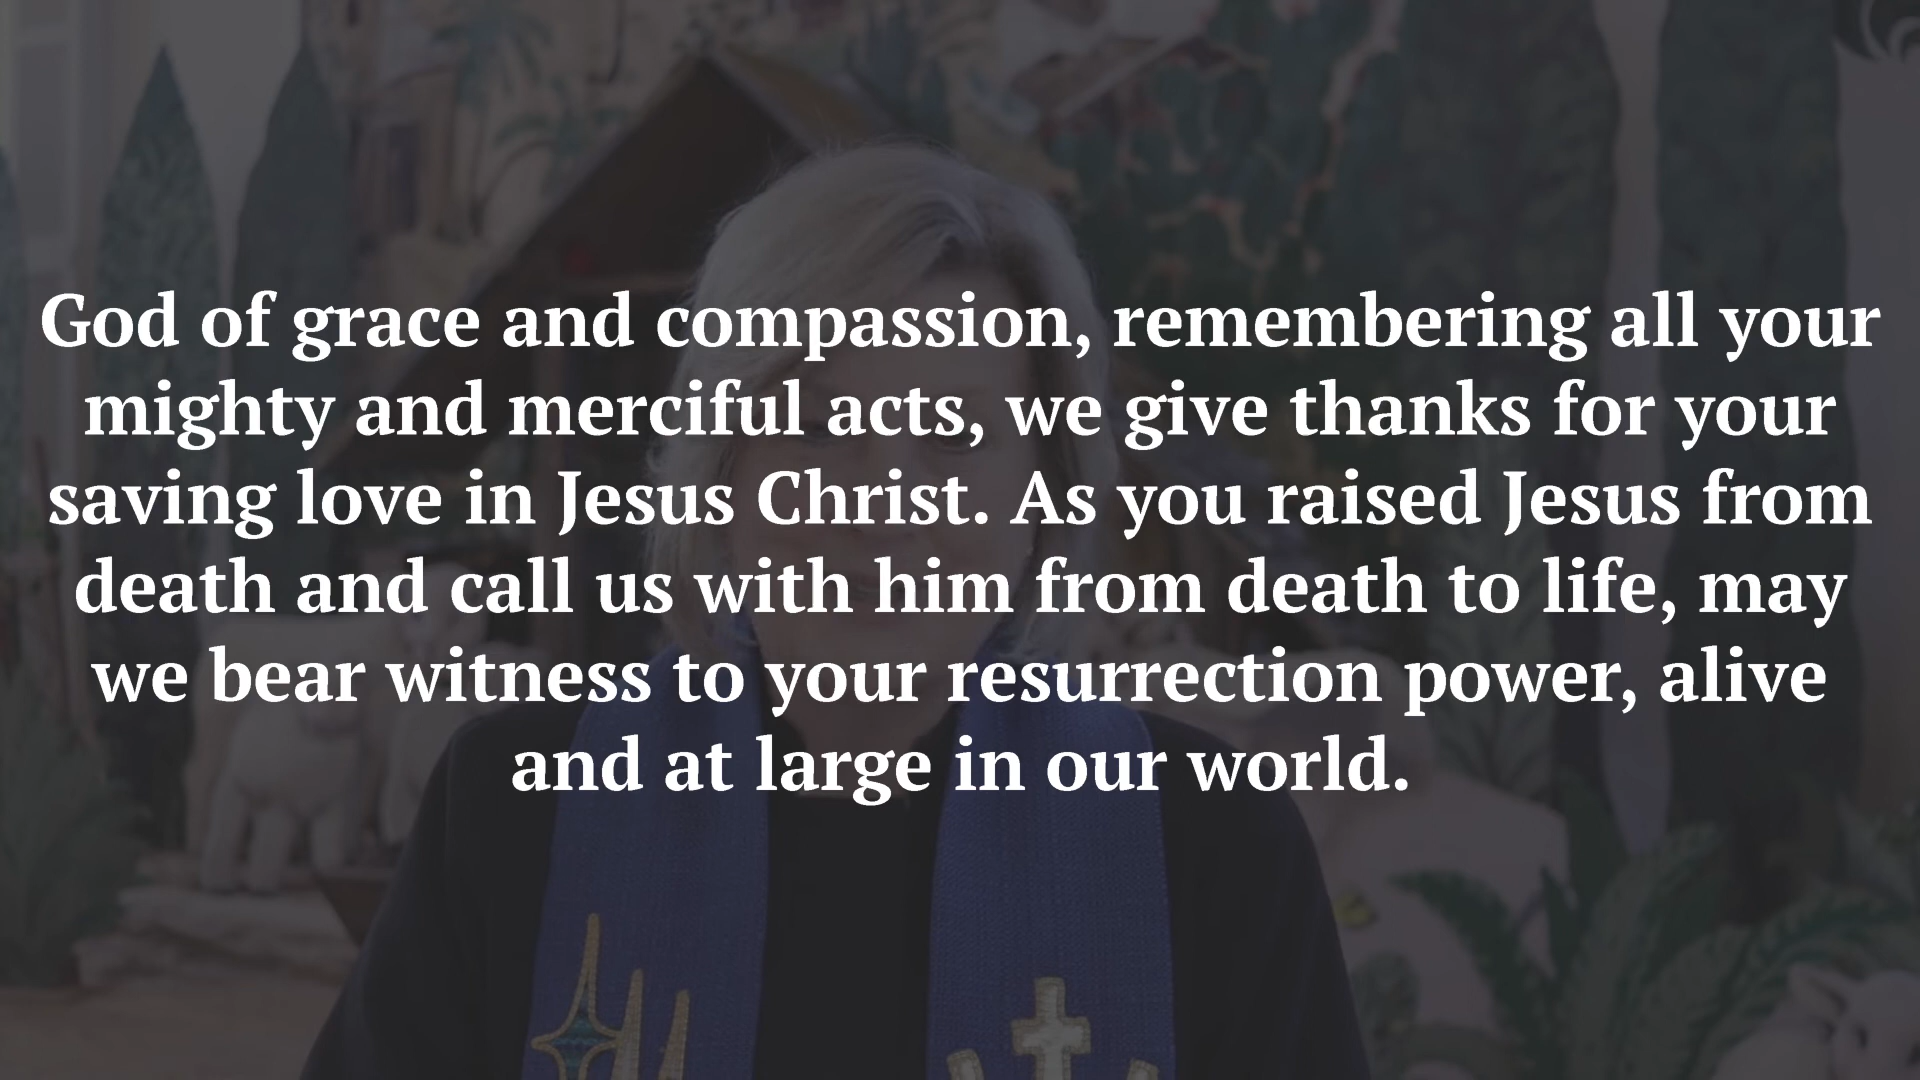 God of grace and compassion, remembering all your
mighty and merciful acts, we give thanks for your
saving love in Jesus Christ. As you raised Jesus from
death and call us with him from death to life, may
we bear witness to your resurrection power, alive
and at large in our world.